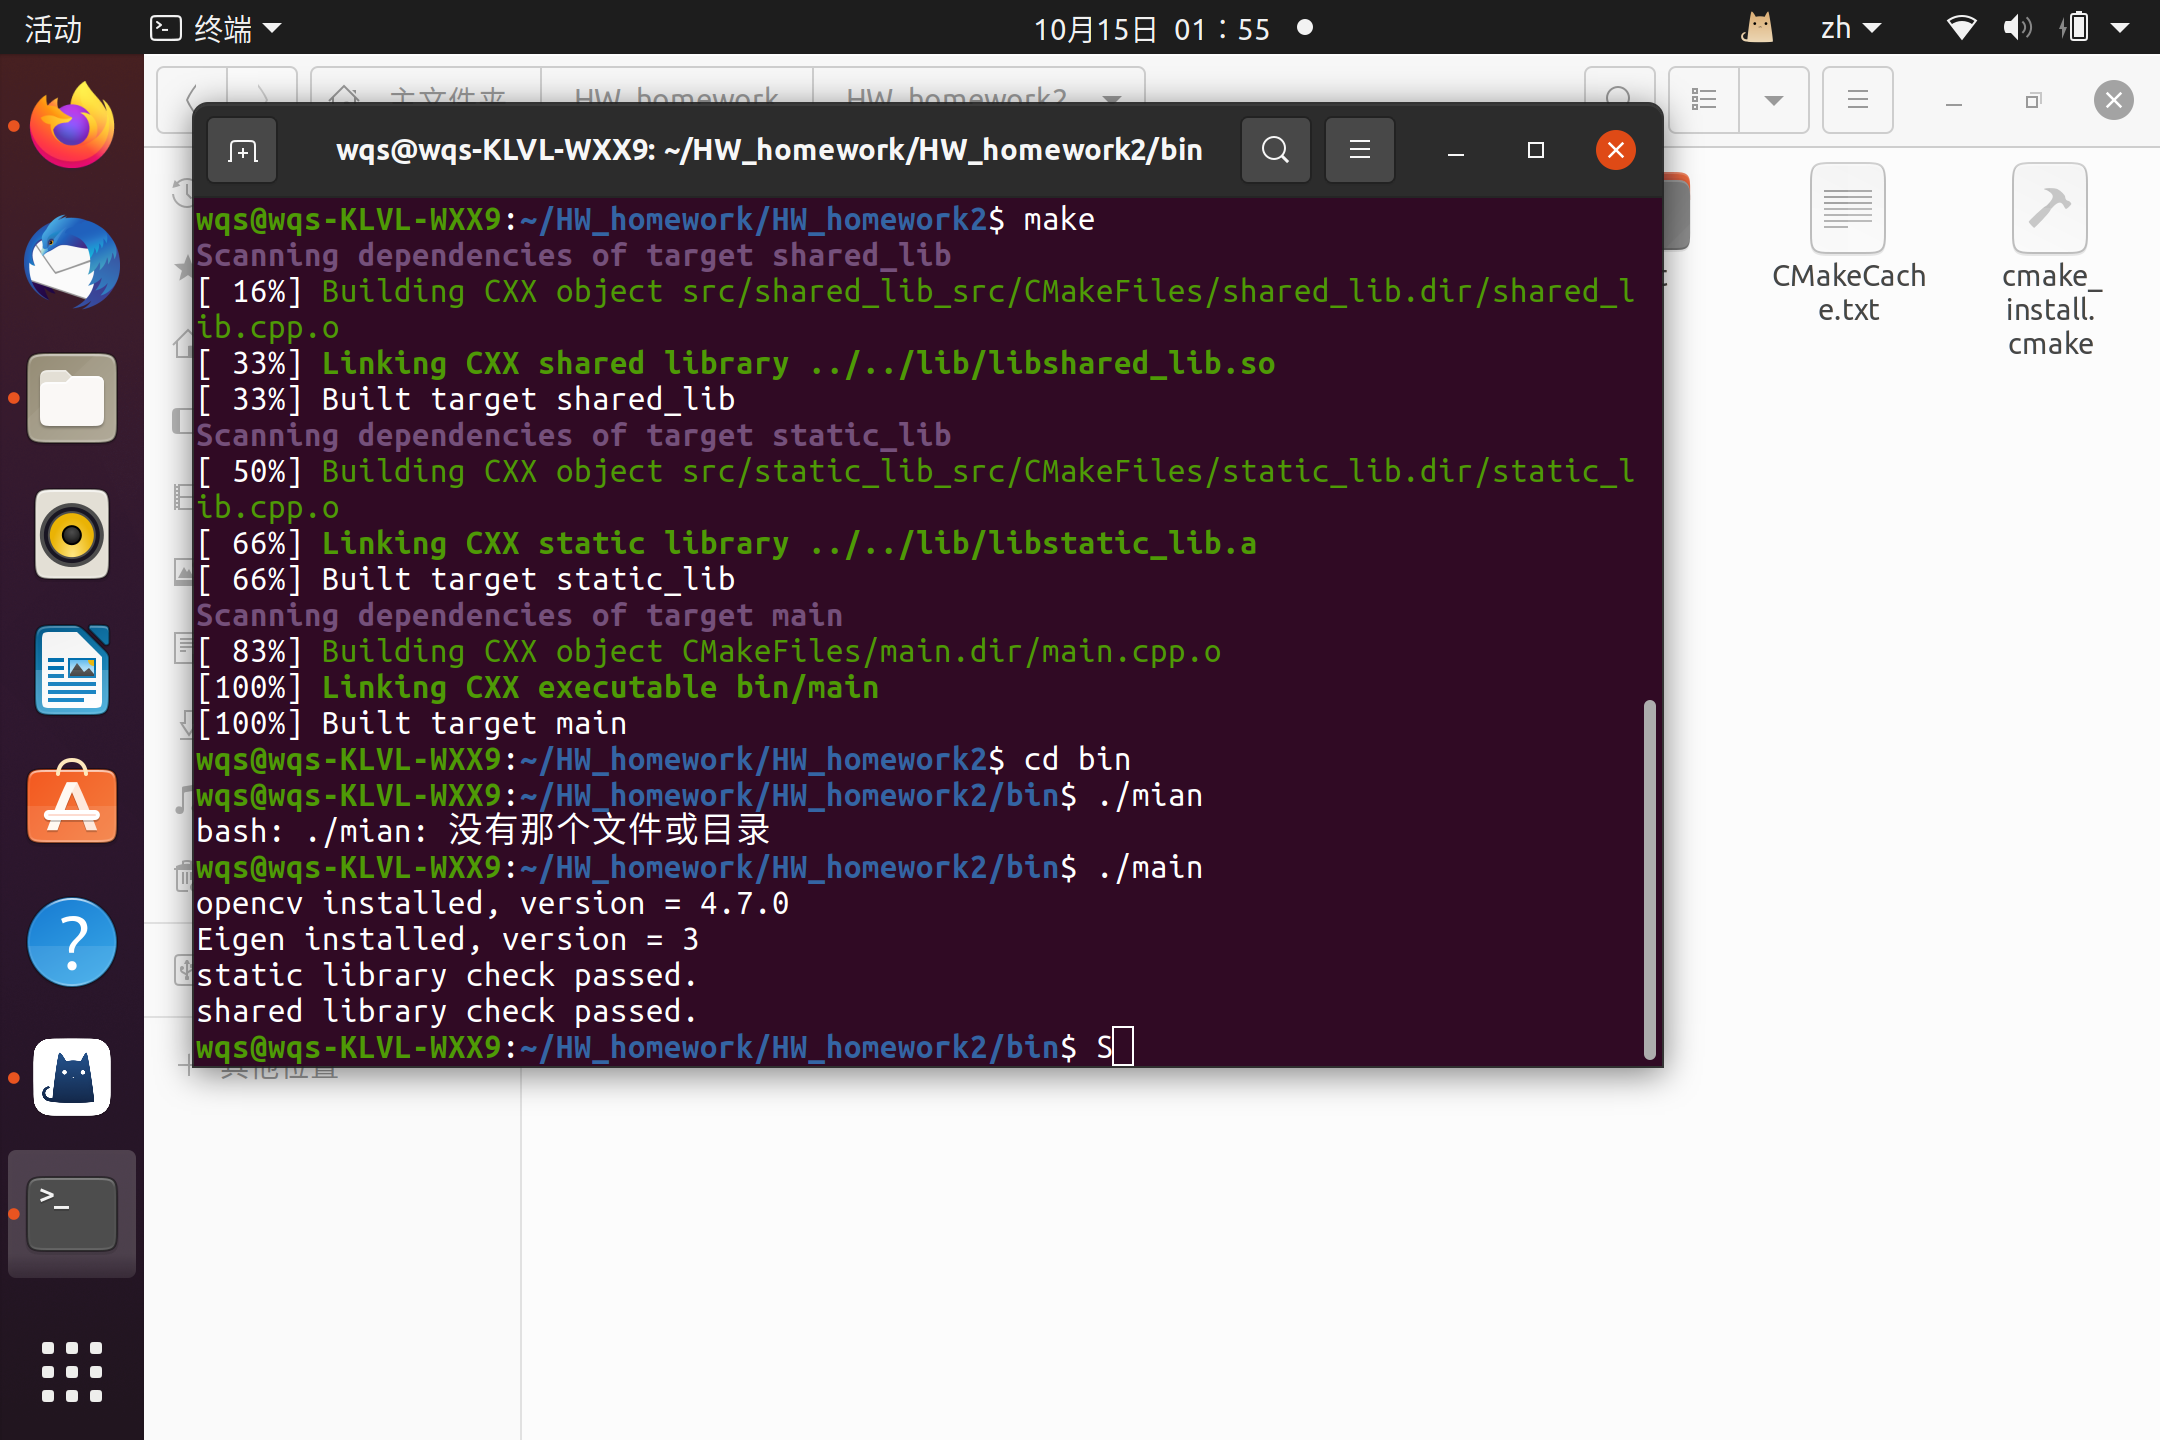 活动 终端 10月15日 01：55 zh
主文件夹 HW_homework HW_homework2
wqs@wqs-KLVL-WXX9: ~/HW_homework/HW_homework2/bin
wqs@wqs-KLVL-WXX9:~/HW_homework/HW_homework2$ make
Scanning dependencies of target shared_lib
[ 16%] Building CXX object src/shared_lib_src/CMakeFiles/shared_lib.dir/shared_l
ib.cpp.o
[ 33%] Linking CXX shared library ../../lib/libshared_lib.so
[ 33%] Built target shared_lib
Scanning dependencies of target static_lib
[ 50%] Building CXX object src/static_lib_src/CMakeFiles/static_lib.dir/static_l
ib.cpp.o
[ 66%] Linking CXX static library ../../lib/libstatic_lib.a
[ 66%] Built target static_lib
Scanning dependencies of target main
[ 83%] Building CXX object CMakeFiles/main.dir/main.cpp.o
[100%] Linking CXX executable bin/main
[100%] Built target main
wqs@wqs-KLVL-WXX9:~/HW_homework/HW_homework2$ cd bin
wqs@wqs-KLVL-WXX9:~/HW_homework/HW_homework2/bin$ ./mian
bash: ./mian: 没有那个文件或目录
wqs@wqs-KLVL-WXX9:~/HW_homework/HW_homework2/bin$ ./main
opencv installed, version = 4.7.0
Eigen installed, version = 3
static library check passed.
shared library check passed.
wqs@wqs-KLVL-WXX9:~/HW_homework/HW_homework2/bin$ S
其他位置
CMakeCach
e.txt
cmake_
install.
cmake